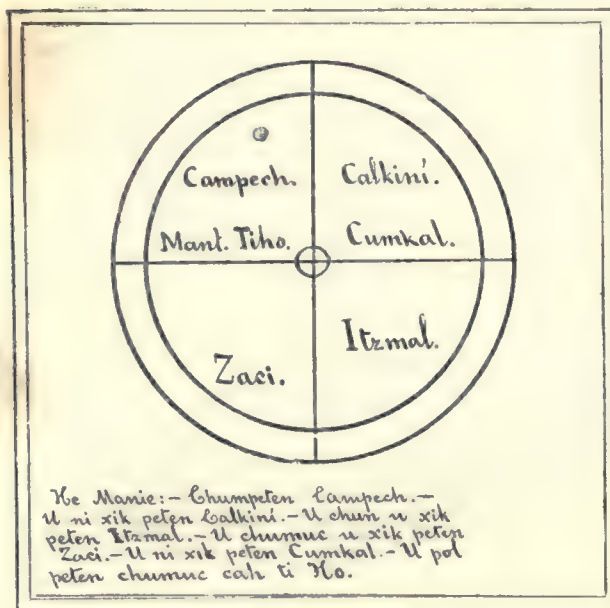 Campech. Calkiní.
Mant. Tiho. Cumkal.
Itzmal.
Zaci.
He Manie:- Chumpeten Campech.-
U ni xik peten Calkiní.- U chun u xik
peten Itzmal.- U chumuc u xik peten
Zaci.- U ni xik peten Cumkal.- U pol
peten chumuc cah ti Ho.